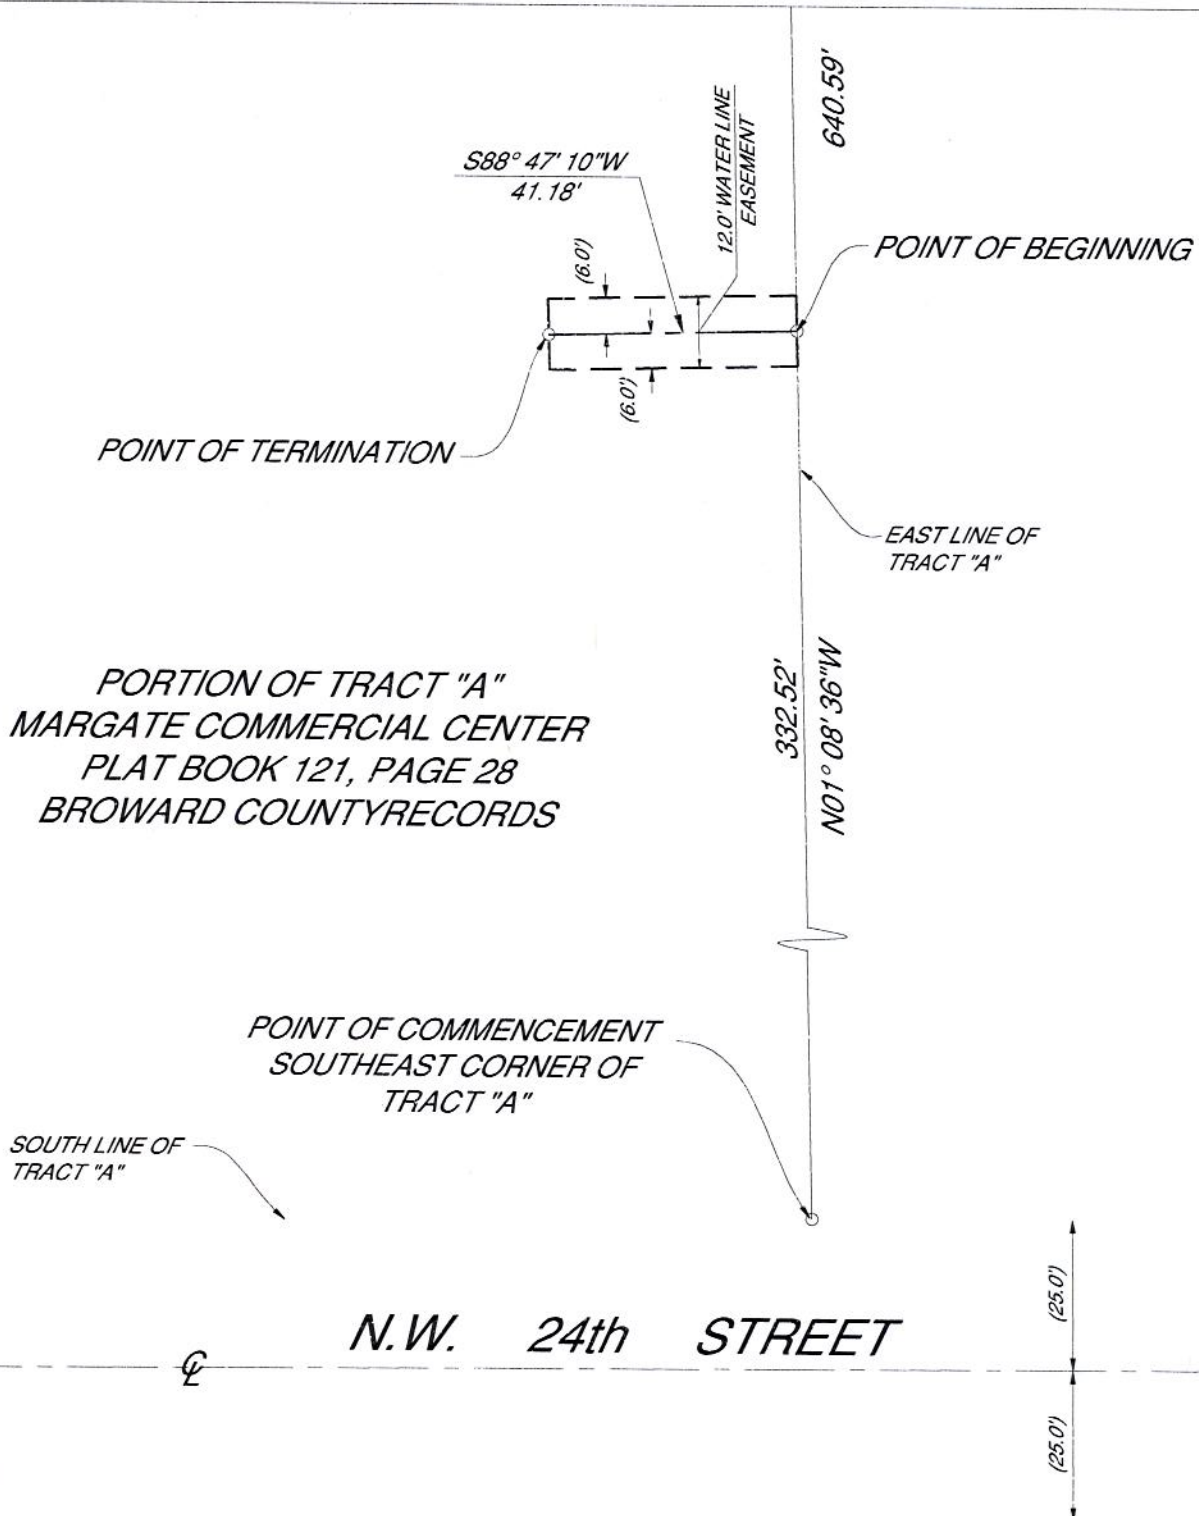 640.59'
S88° 47' 10"W
41.18'
12.0' WATER LINE
EASEMENT
(6.0')
POINT OF BEGINNING
(6.0')
POINT OF TERMINATION
EAST LINE OF
TRACT "A"
332.52'
N01° 08' 36"W
PORTION OF TRACT "A"
MARGATE COMMERCIAL CENTER
PLAT BOOK 121, PAGE 28
BROWARD COUNTYRECORDS
POINT OF COMMENCEMENT
SOUTHEAST CORNER OF
TRACT "A"
SOUTH LINE OF
TRACT "A"
(25.0')
N.W. 24th STREET
℄
(25.0')